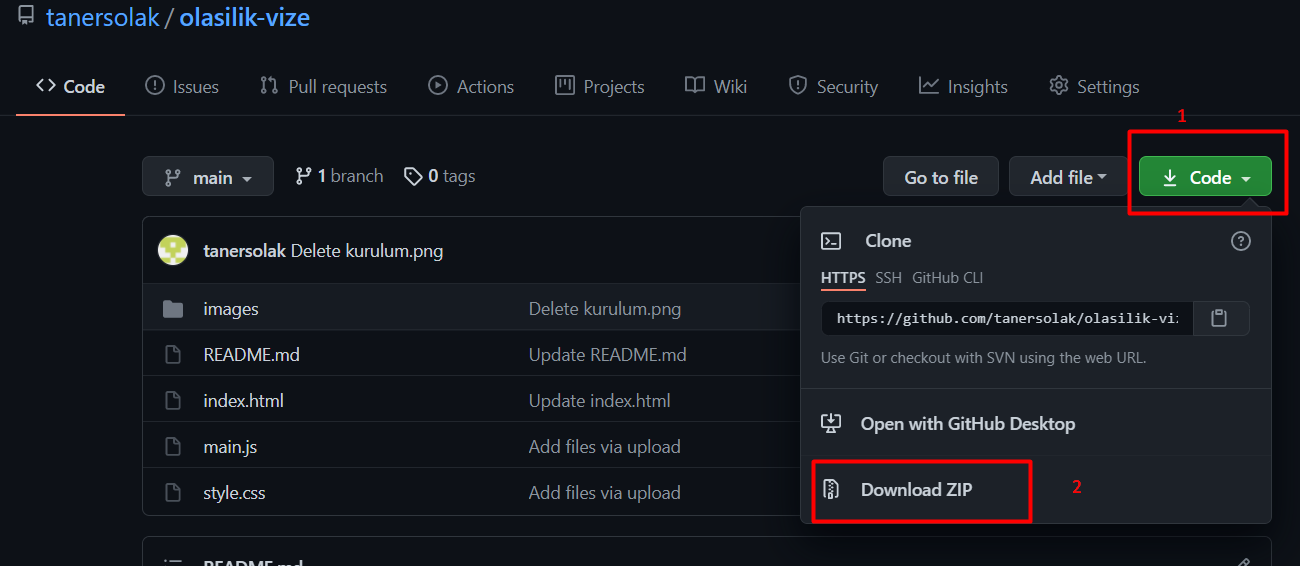 tanersolak / olasilik-vize
Code Issues Pull requests Actions Projects Wiki Security Insights Settings
1
main 1 branch 0 tags Go to file Add file Code
tanersolak Delete kurulum.png
images Delete kurulum.png
README.md Update README.md
index.html Update index.html
main.js Add files via upload
style.css Add files via upload
Clone
HTTPS SSH GitHub CLI
https://github.com/tanersolak/olasilik-viz
Use Git or checkout with SVN using the web URL.
Open with GitHub Desktop
Download ZIP 2
README.md